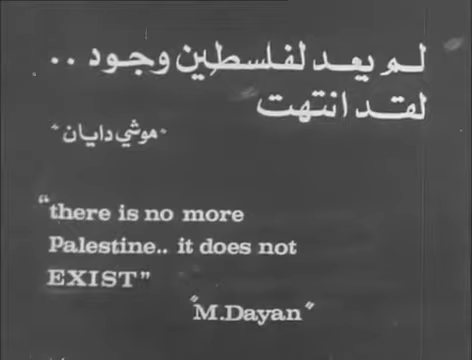 لم يعد لفلسطين وجود ..
لقد انتهت
"موشي دايان"
"there is no more
Palestine.. it does not
EXIST"
"M.Dayan"